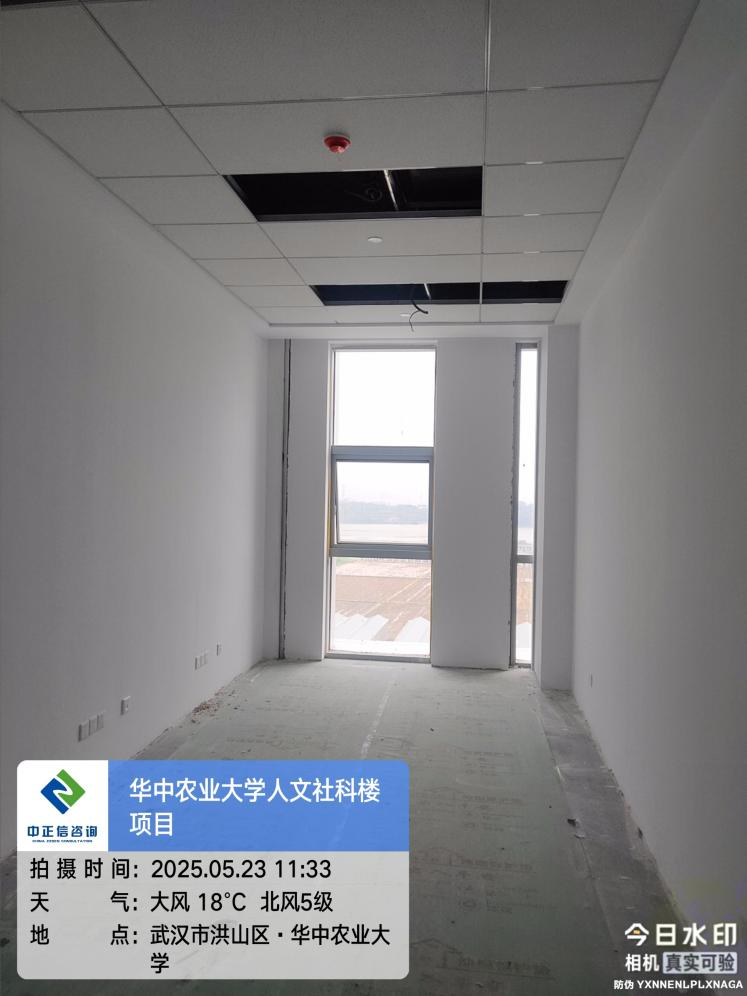 华中农业大学人文社科楼
项目
中正信咨询
CHINA ZEXIN CONSULTATION
拍摄时间：2025.05.23 11:33
天气：大风 18℃ 北风5级
地点：武汉市洪山区·华中农业大
学
今日水印
相机真实可验
防伪 YXNNENLPLXNAGA